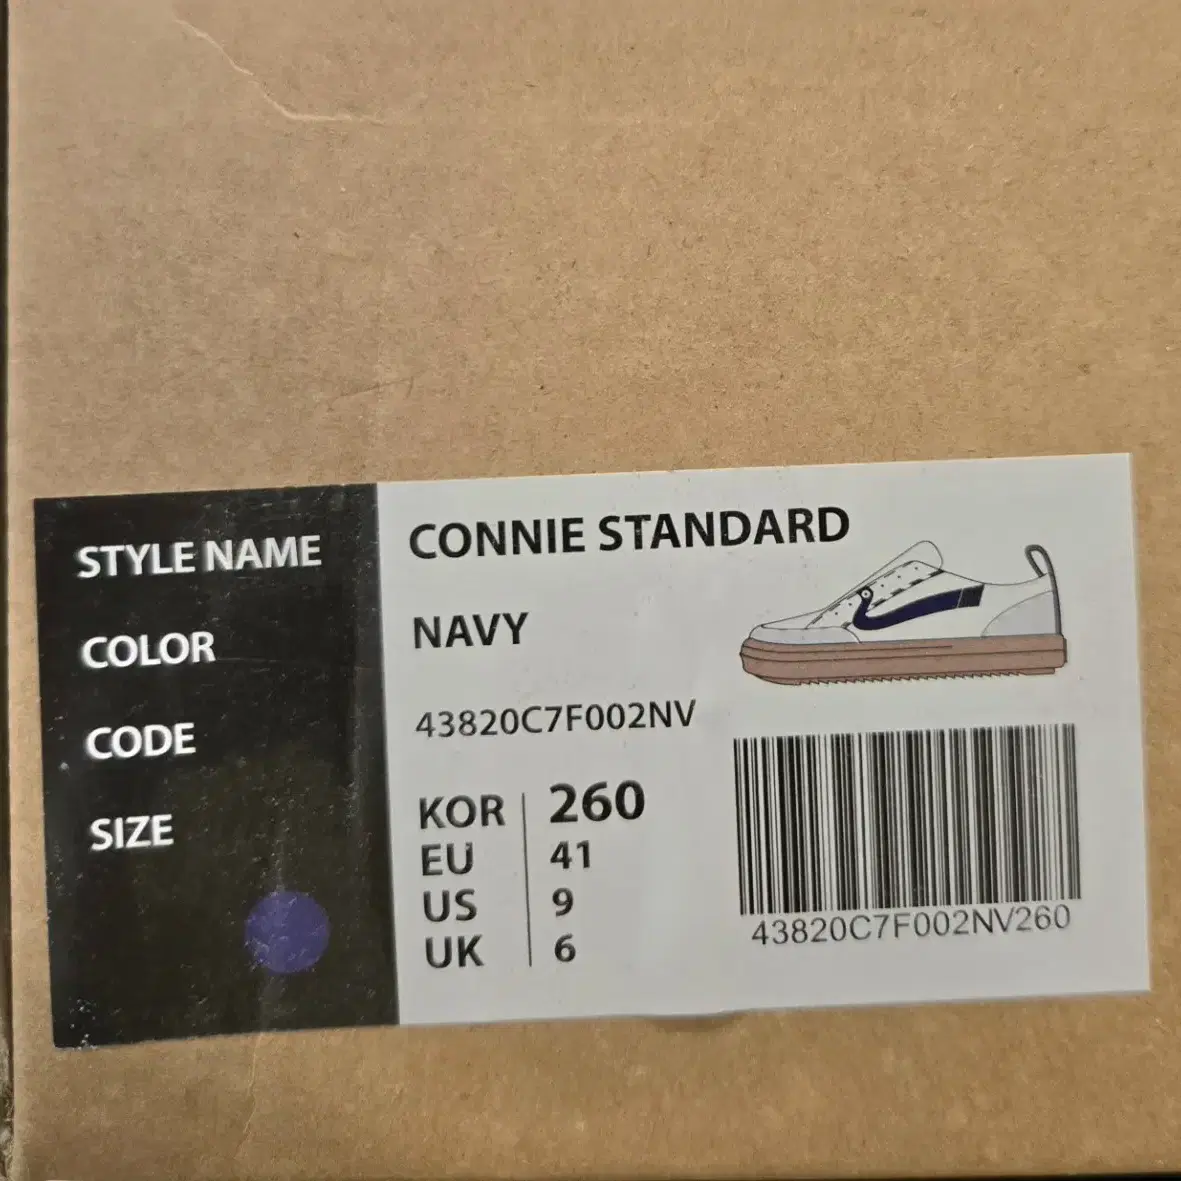 STYLE NAME CONNIE STANDARD
COLOR NAVY
CODE 43820C7F002NV
SIZE KOR 260
EU 41
US 9
UK 6
43820C7F002NV260